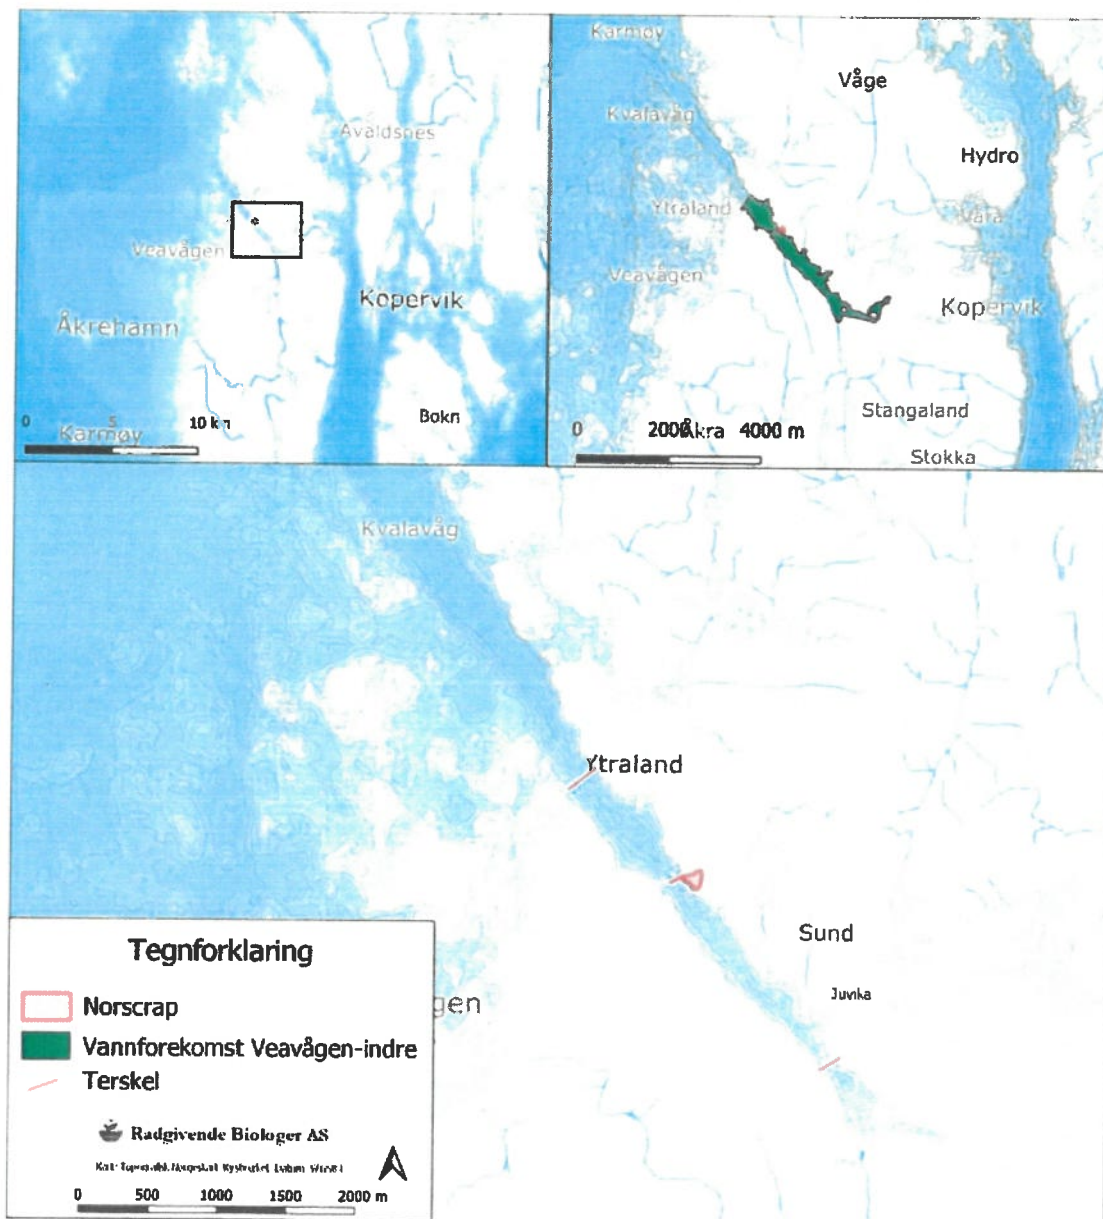 Avaldsnes
Veavågen
Kopervik
Åkrehamn
Bokn
0 5 10 km
Karmøy
Karmøy
Våge
Kvalavåg
Hydro
Ytraland
Vara
Veavågen
Kopervik
Stangaland
0 2000 4000 m
Åkra
Stokka
Kvalavåg
Ytraland
Sund
Juvika
gen
Tegnforklaring
Norscrap
Vannforekomst Veavågen-indre
Terskel
Radgivende Biologer AS
0 500 1000 1500 2000 m